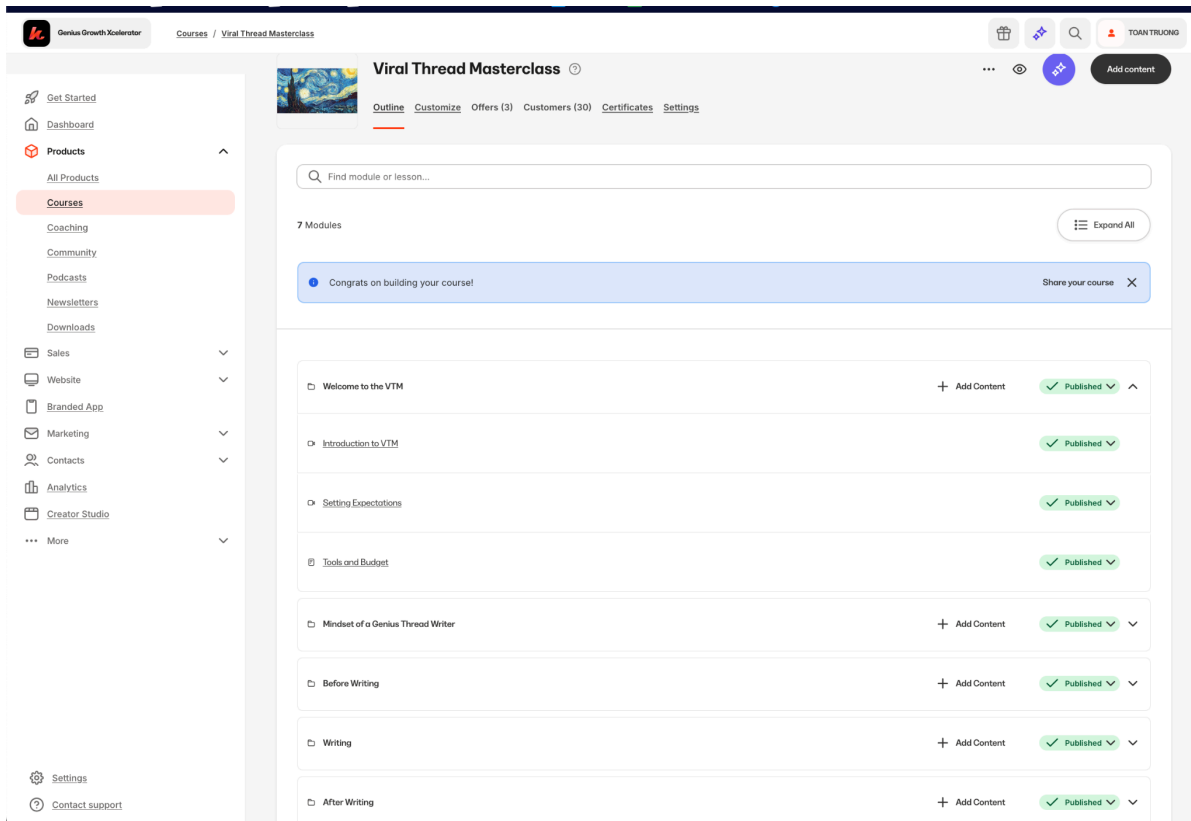 Genius Growth Xcelerator
Courses / Viral Thread Masterclass
TOAN TRUONG
Get Started
Dashboard
Products
All Products
Courses
Coaching
Community
Podcasts
Newsletters
Downloads
Sales
Website
Branded App
Marketing
Contacts
Analytics
Creator Studio
More
Settings
Contact support
Viral Thread Masterclass
Add content
Outline Customize Offers (3) Customers (30) Certificates Settings
Find module or lesson...
7 Modules
Expand All
Congrats on building your course! Share your course
Welcome to the VTM Add Content Published
Introduction to VTM Published
Setting Expectations Published
Tools and Budget Published
Mindset of a Genius Thread Writer Add Content Published
Before Writing Add Content Published
Writing Add Content Published
After Writing Add Content Published